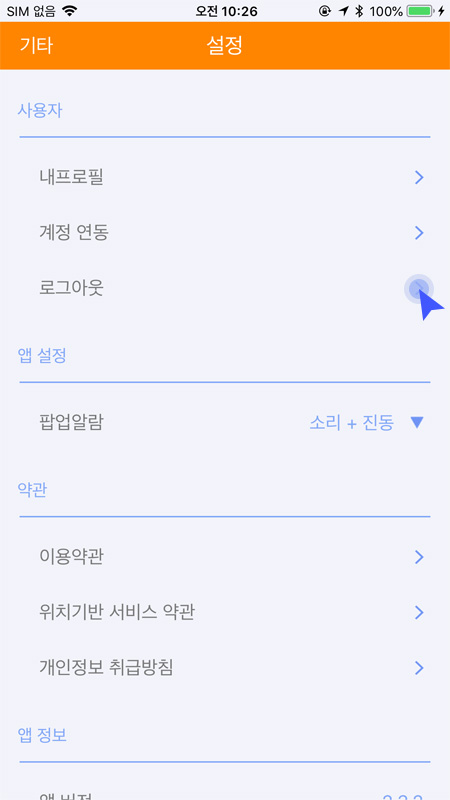 SIM 없음 오전 10:26 100%
기타 설정
사용자
내프로필
계정 연동
로그아웃
앱 설정
팝업알람 소리 + 진동
약관
이용약관
위치기반 서비스 약관
개인정보 취급방침
앱 정보
앱 버전